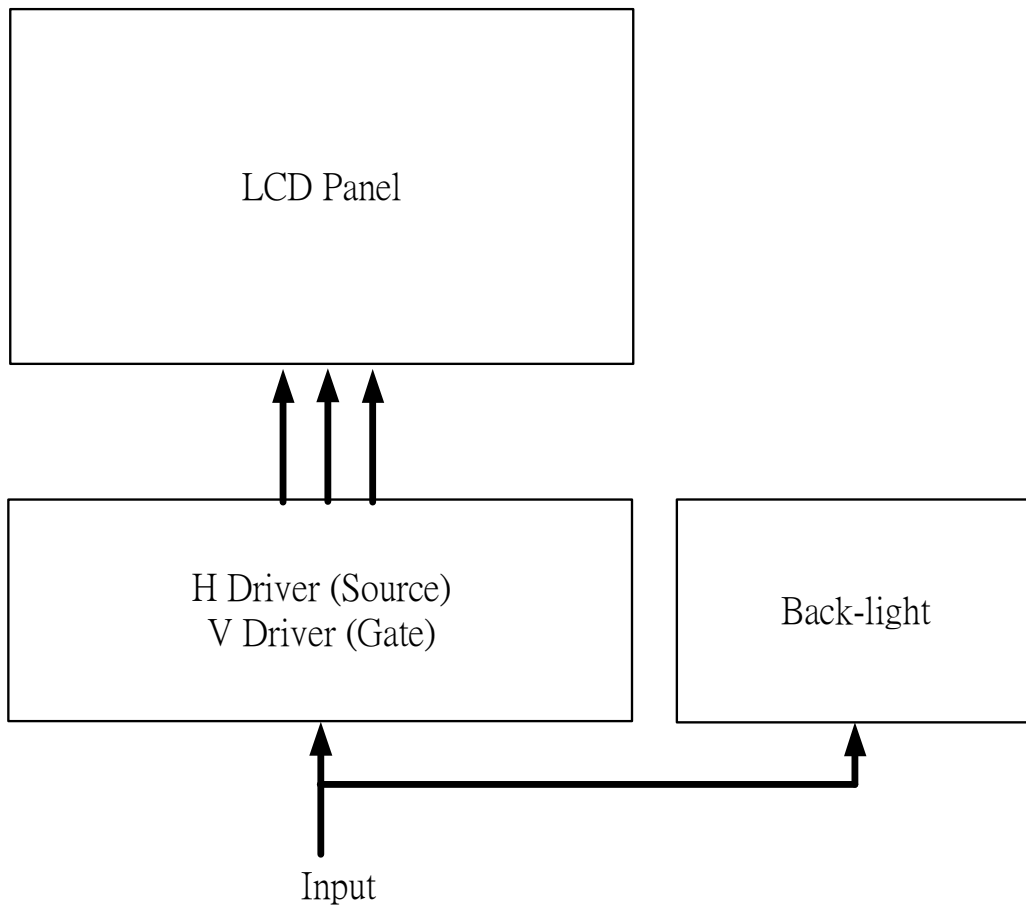 LCD Panel
H Driver (Source)
V Driver (Gate)
Back-light
Input